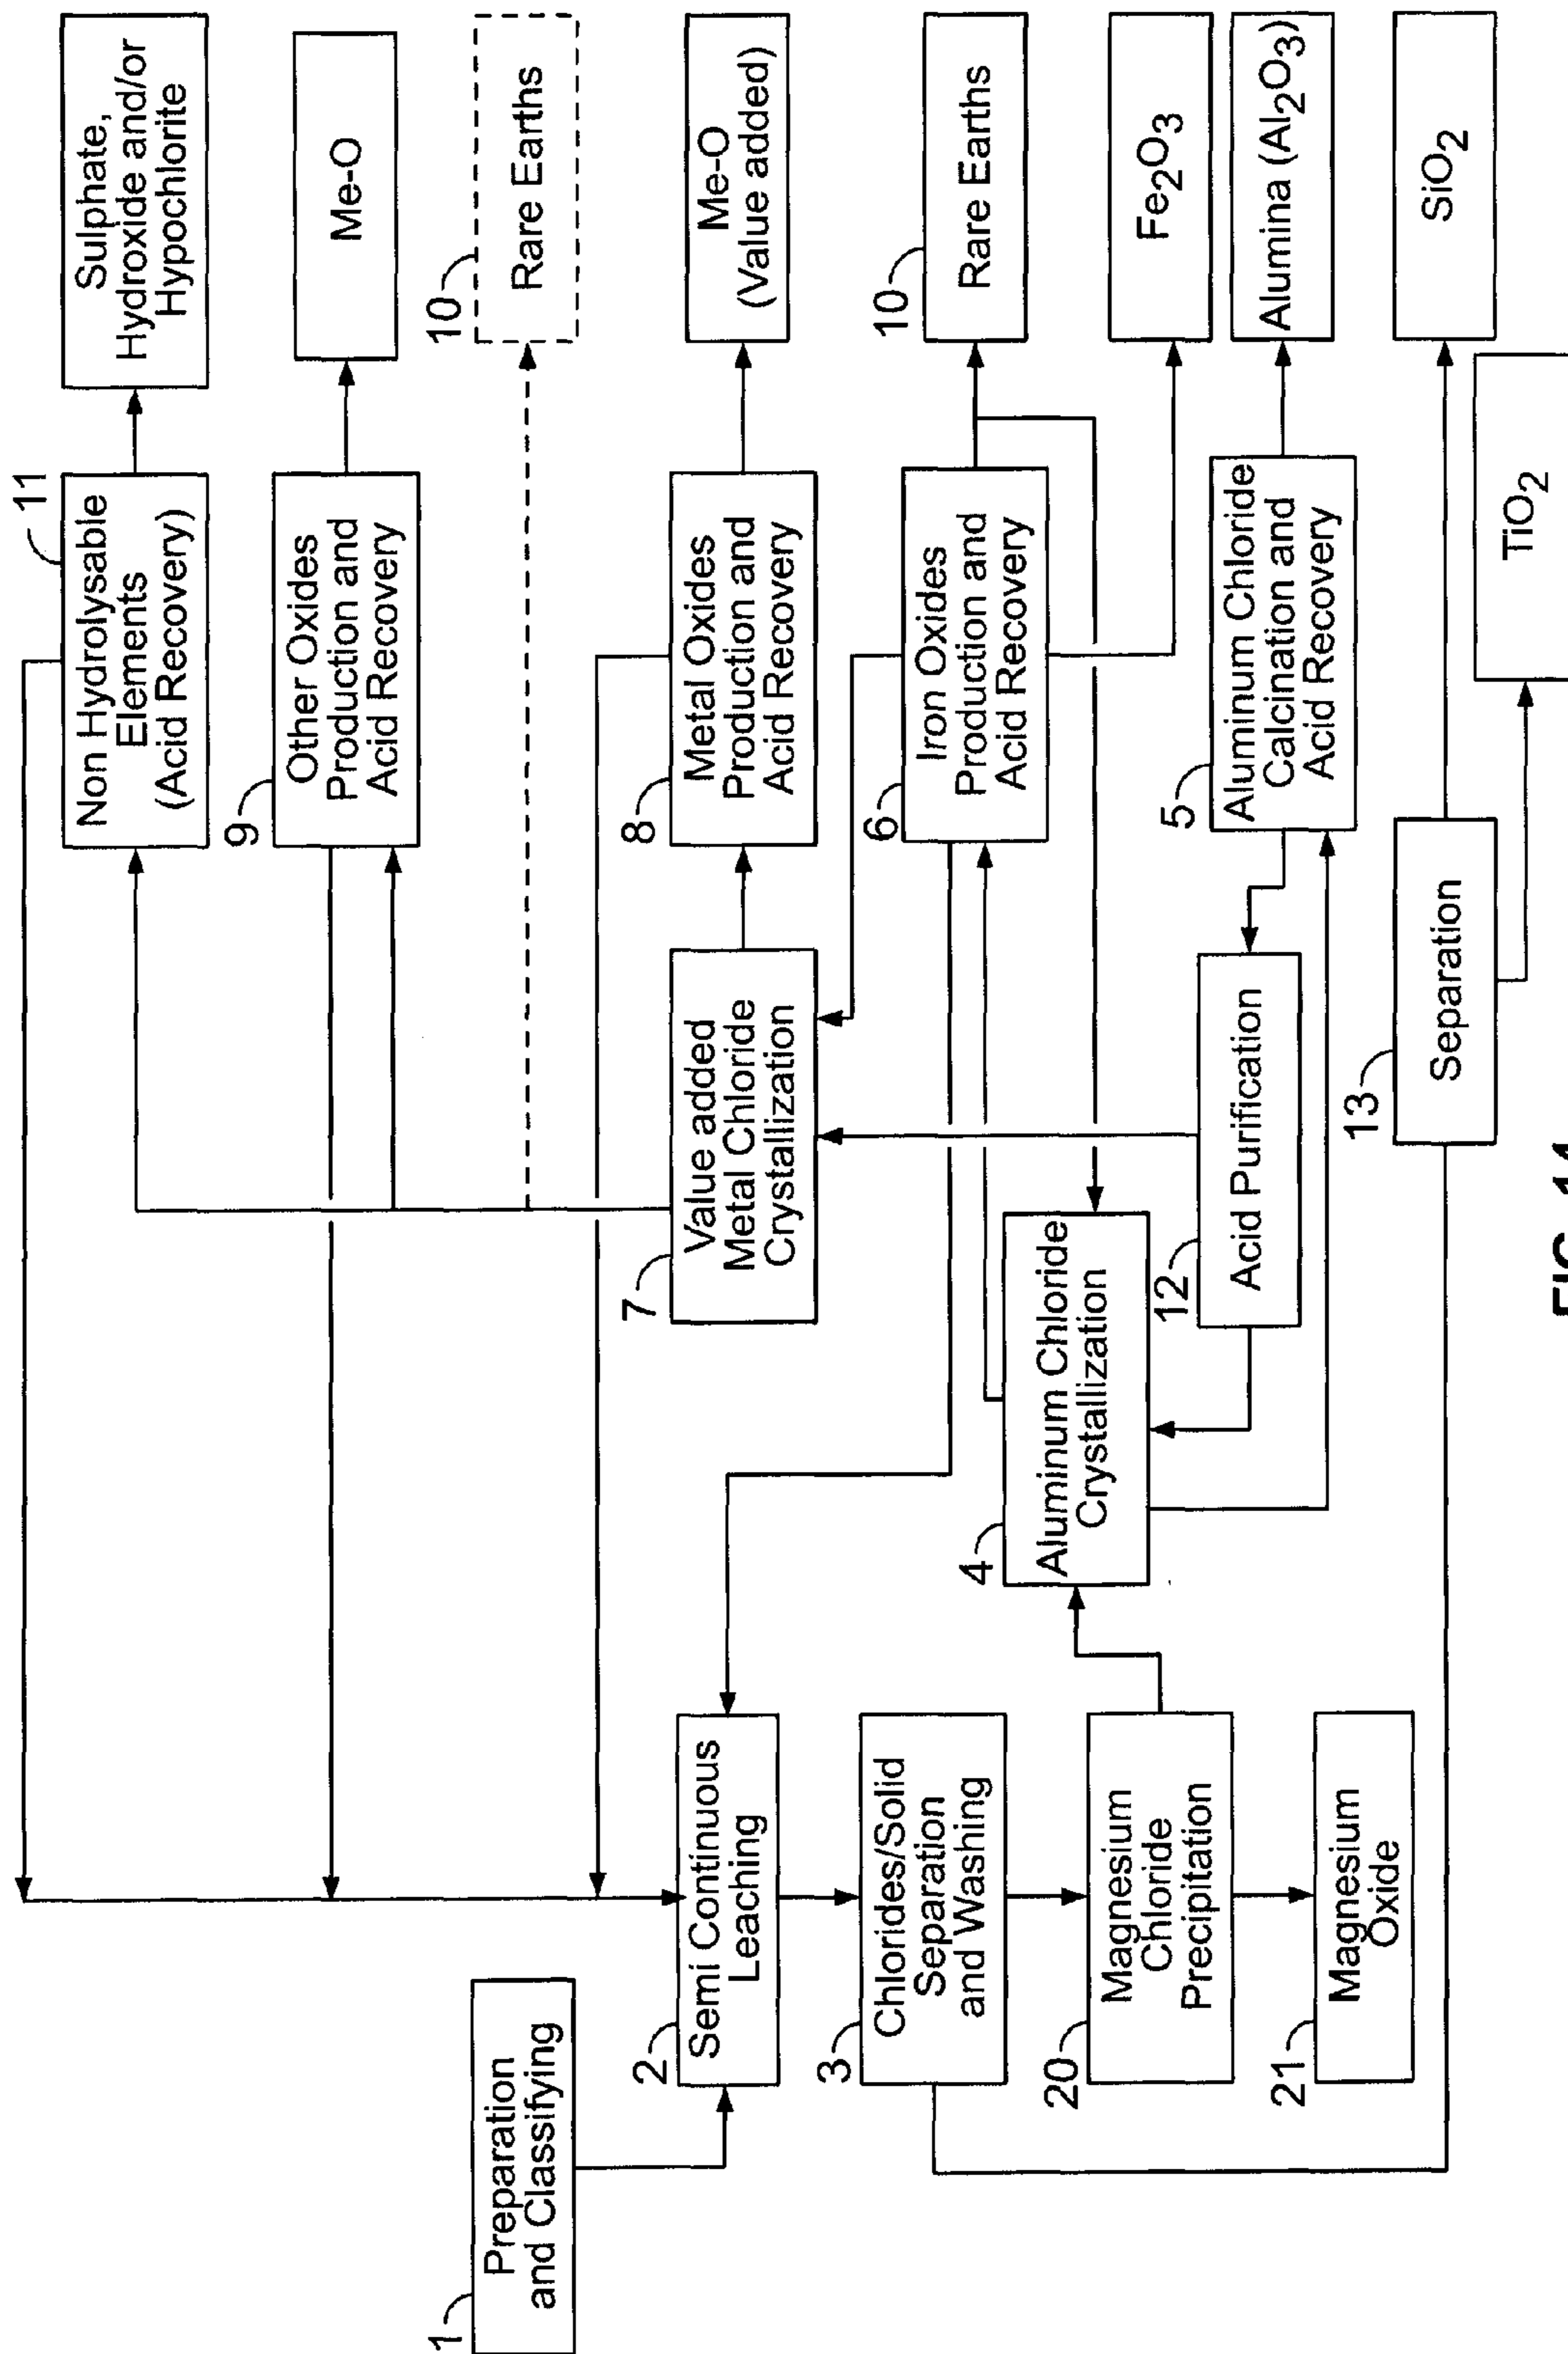 1
Preparation
and Classifying
2
Semi Continuous
Leaching
3
Chlorides/Solid
Separation
and Washing
20
Magnesium
Chloride
Precipitation
21
Magnesium
Oxide
4
Aluminum Chloride
Crystallization
7
Value added
Metal Chloride
Crystallization
12
Acid Purification
13
Separation
11
Non Hydrolysable
Elements
(Acid Recovery)
9
Other Oxides
Production and
Acid Recovery
8
Metal Oxides
Production and
Acid Recovery
6
Iron Oxides
Production and
Acid Recovery
5
Aluminum Chloride
Calcination and
Acid Recovery
Sulphate,
Hydroxide and/or
Hypochlorite
Me-O
10
Rare Earths
Me-O
(Value added)
10
Rare Earths
Fe2O3
Alumina (Al2O3)
SiO2
TiO2